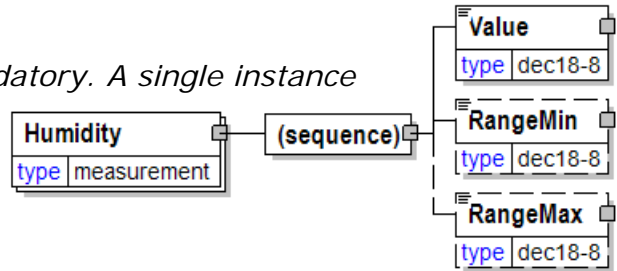 Value
type dec18-8
datory. A single instance
Humidity
type measurement
(sequence)
RangeMin
type dec18-8
RangeMax
type dec18-8